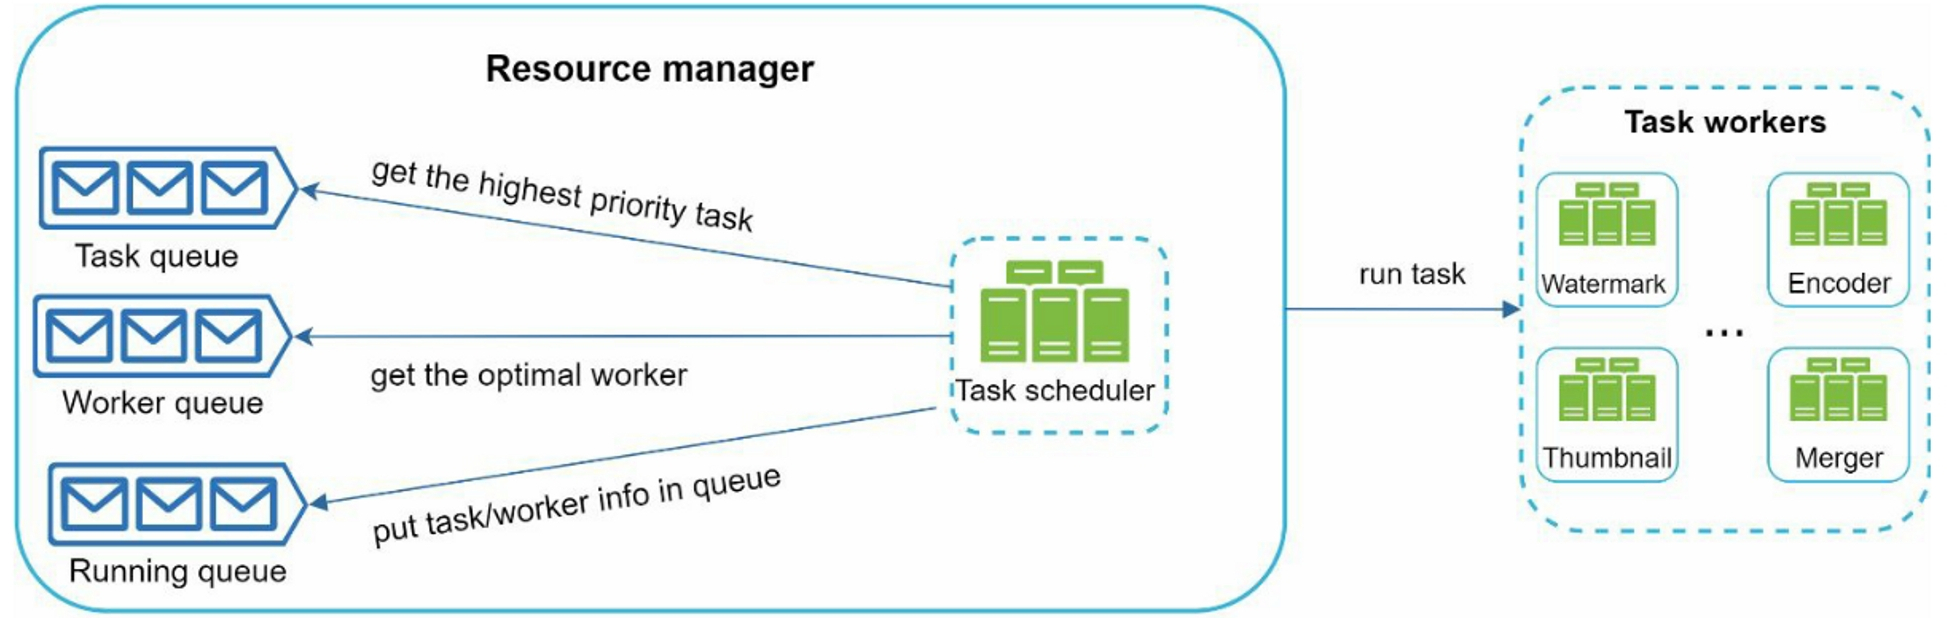 Resource manager
get the highest priority task
Task queue
get the optimal worker
Worker queue
put task/worker info in queue
Running queue
Task scheduler
run task
Task workers
Watermark
Encoder
...
Thumbnail
Merger